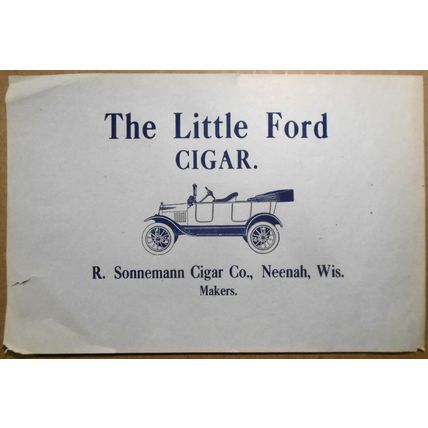 The Little Ford
CIGAR.
R. Sonnemann Cigar Co., Neenah, Wis.
Makers.